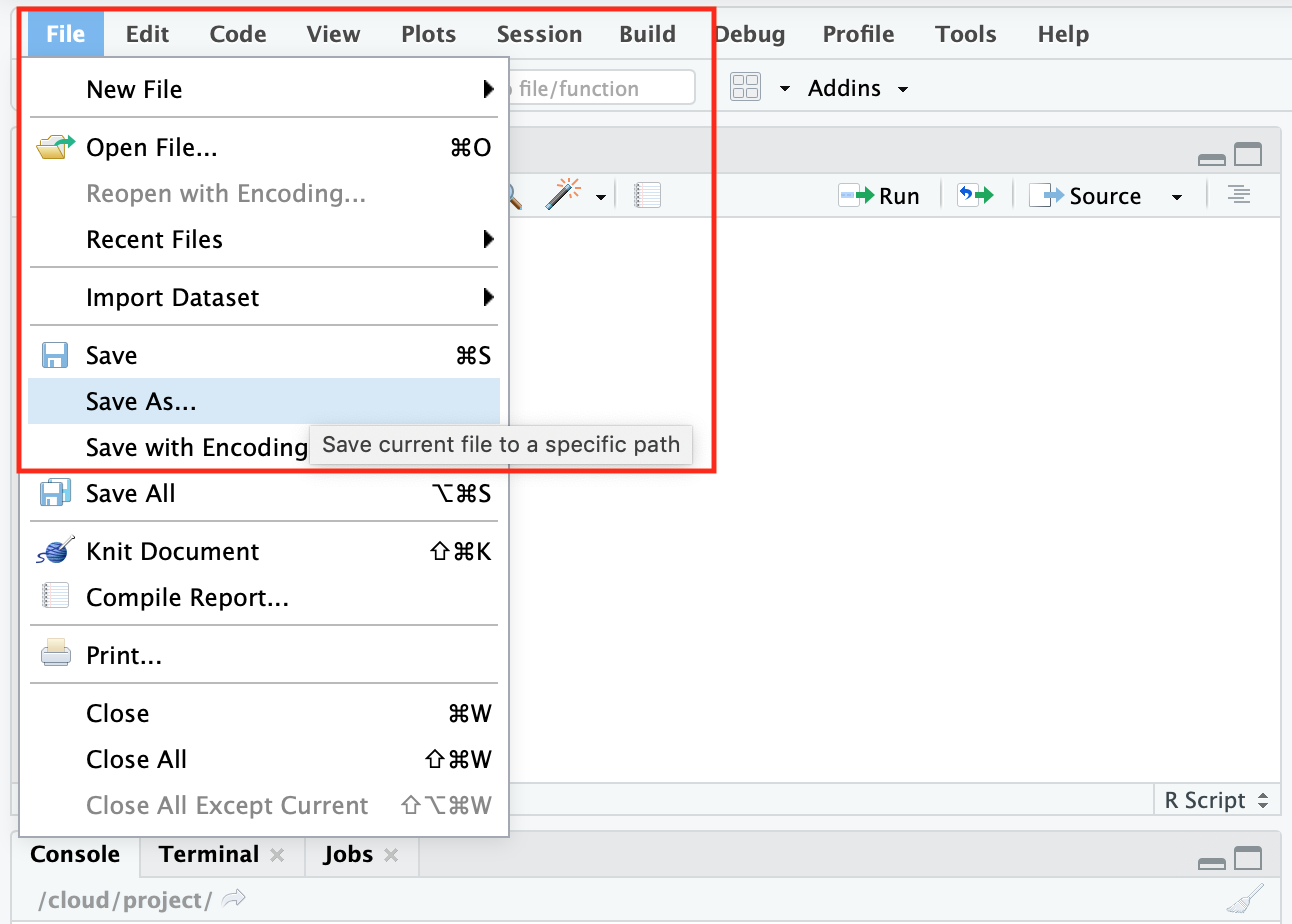 File Edit Code View Plots Session Build Debug Profile Tools Help
file/function Addins
New File
Open File... ⌘O
Reopen with Encoding...
Recent Files
Import Dataset
Save ⌘S
Save As...
Save with Encoding
Save current file to a specific path
Save All ⌥⌘S
Knit Document ⇧⌘K
Compile Report...
Print...
Close ⌘W
Close All ⇧⌘W
Close All Except Current ⇧⌥⌘W
Run Source
R Script
Console Terminal Jobs
/cloud/project/